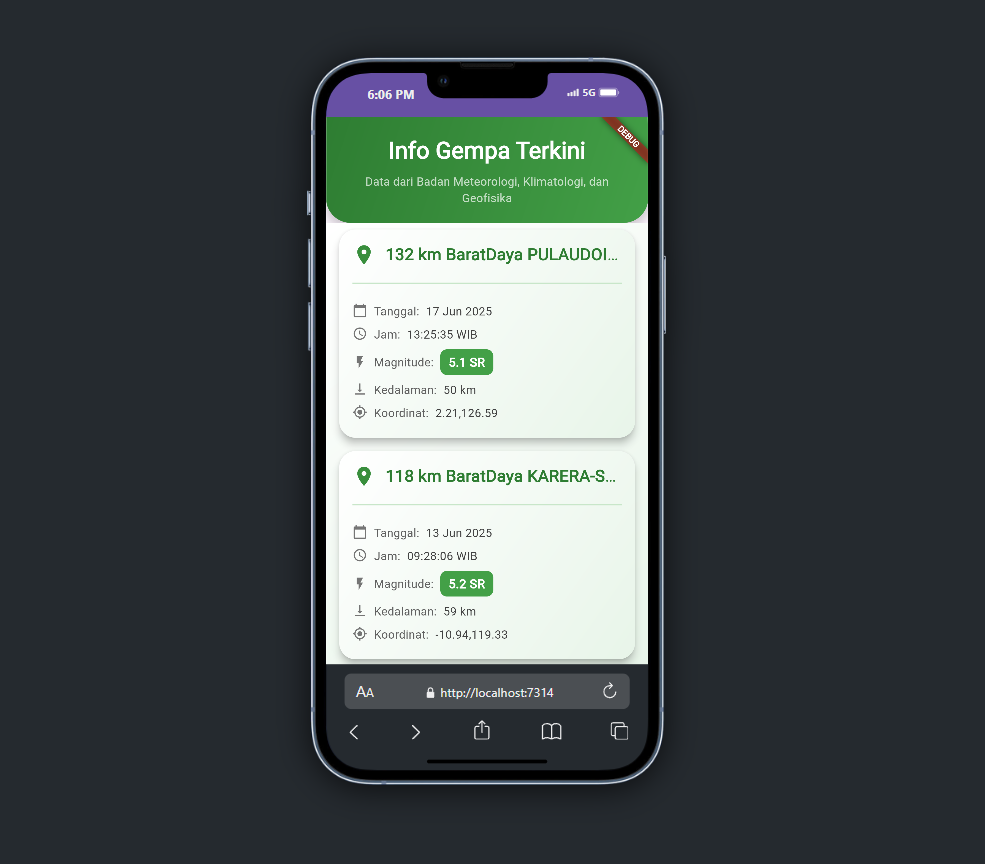 6:06 PM
5G
DEBUG
Info Gempa Terkini
Data dari Badan Meteorologi, Klimatologi, dan
Geofisika
132 km BaratDaya PULAUDOI...
Tanggal: 17 Jun 2025
Jam: 13:25:35 WIB
Magnitude: 5.1 SR
Kedalaman: 50 km
Koordinat: 2.21,126.59
118 km BaratDaya KARERA-S...
Tanggal: 13 Jun 2025
Jam: 09:28:06 WIB
Magnitude: 5.2 SR
Kedalaman: 59 km
Koordinat: -10.94,119.33
AA
http://localhost:7314